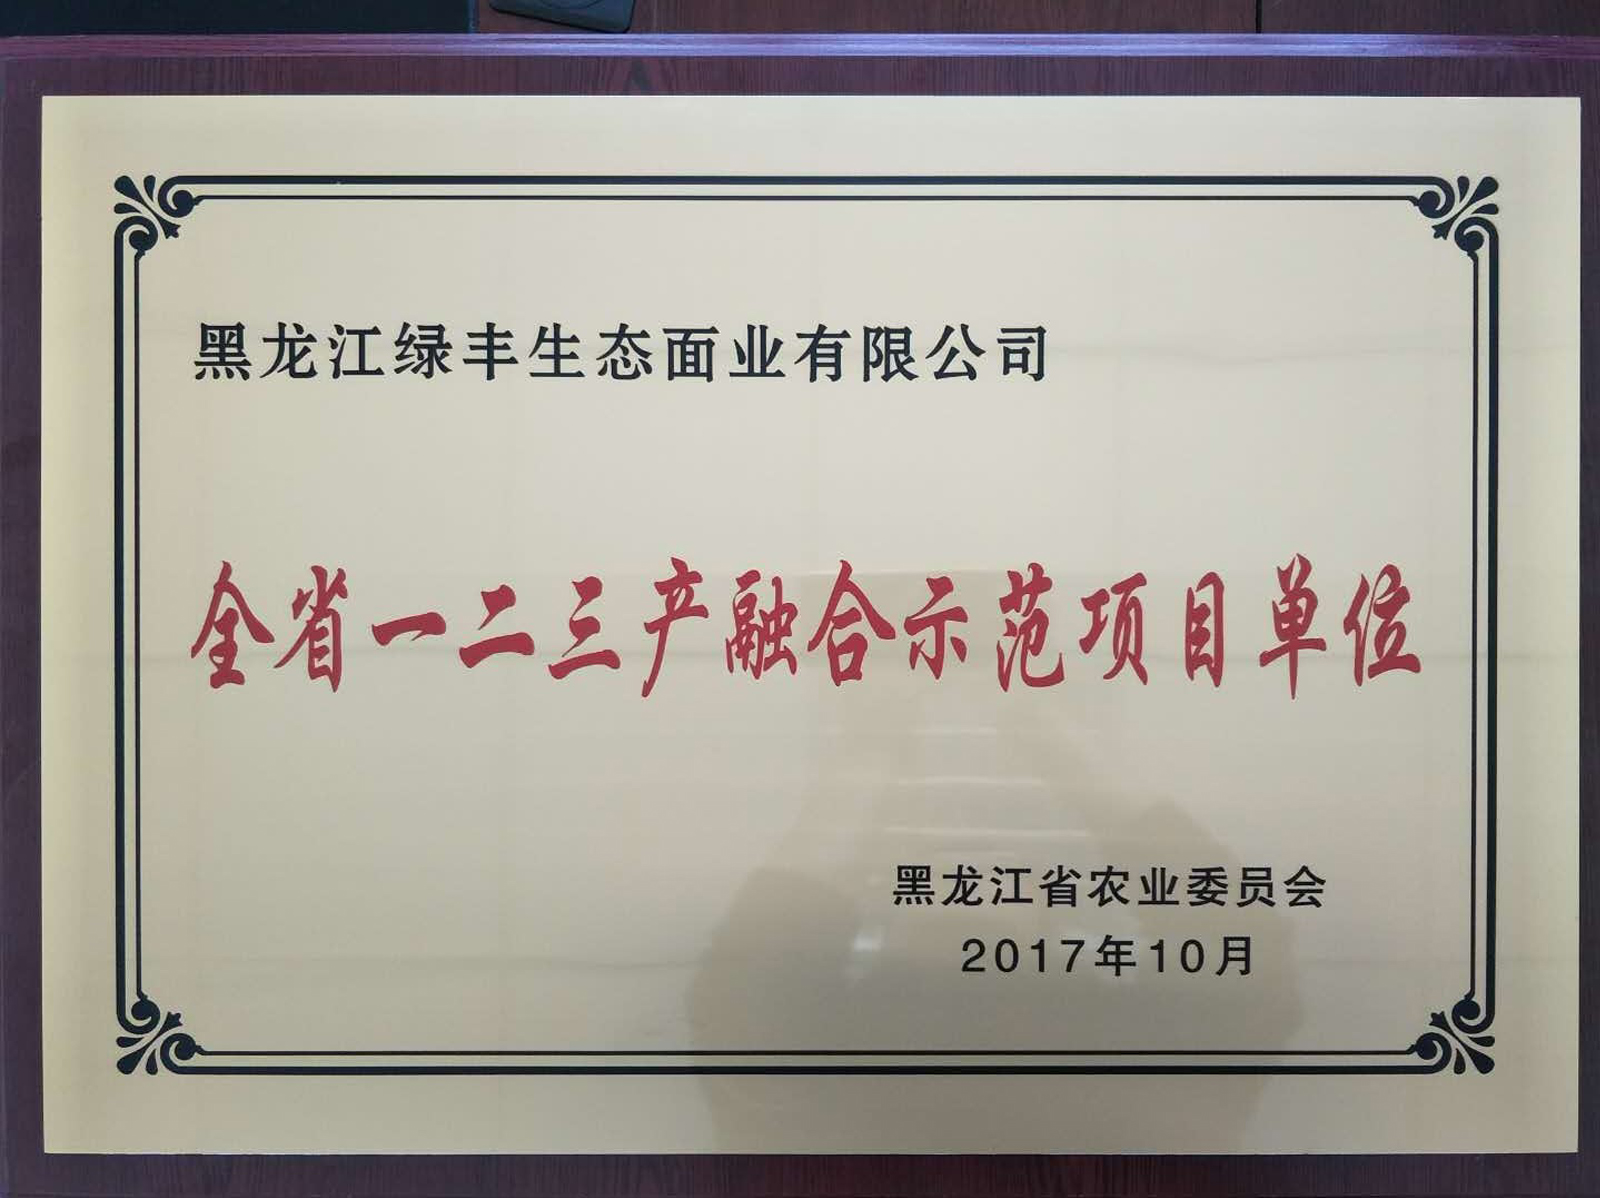 黑龙江绿丰生态面业有限公司
全省一二三产融合示范项目单位
黑龙江省农业委员会
2017年10月